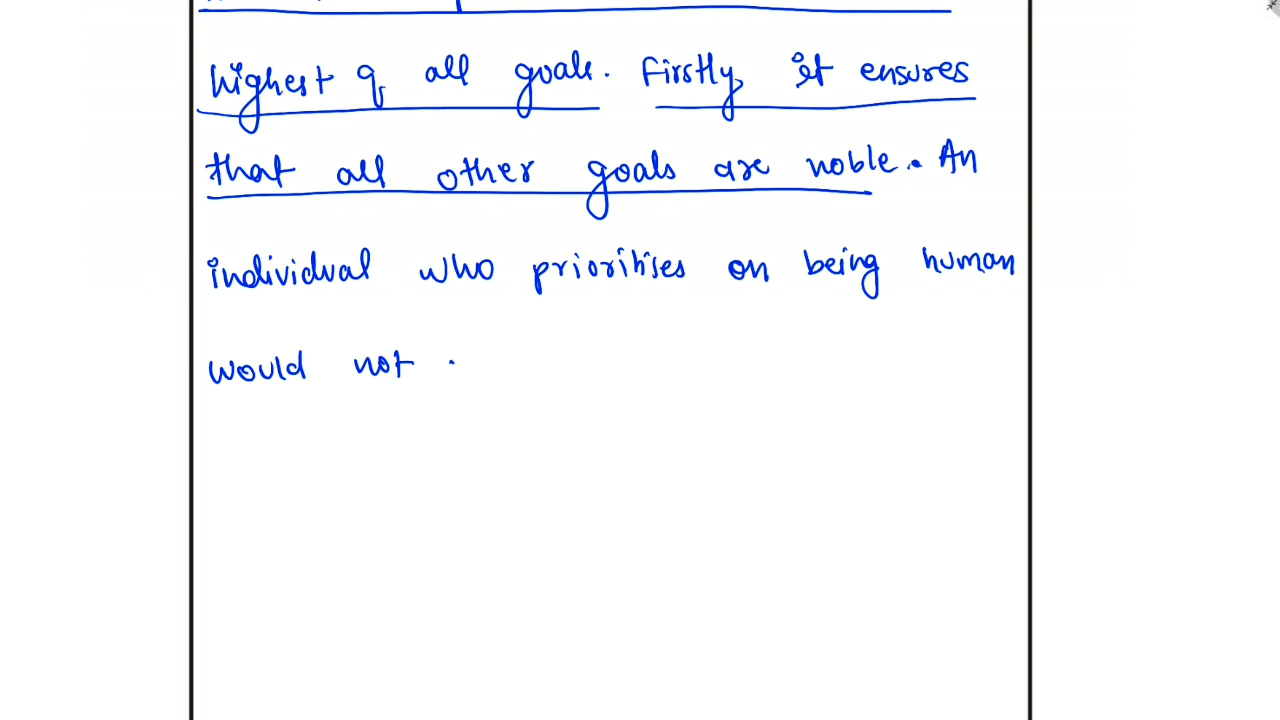 highest of all goals. Firstly, it ensures
that all other goals are noble. An
individual who prioritises on being human
would not